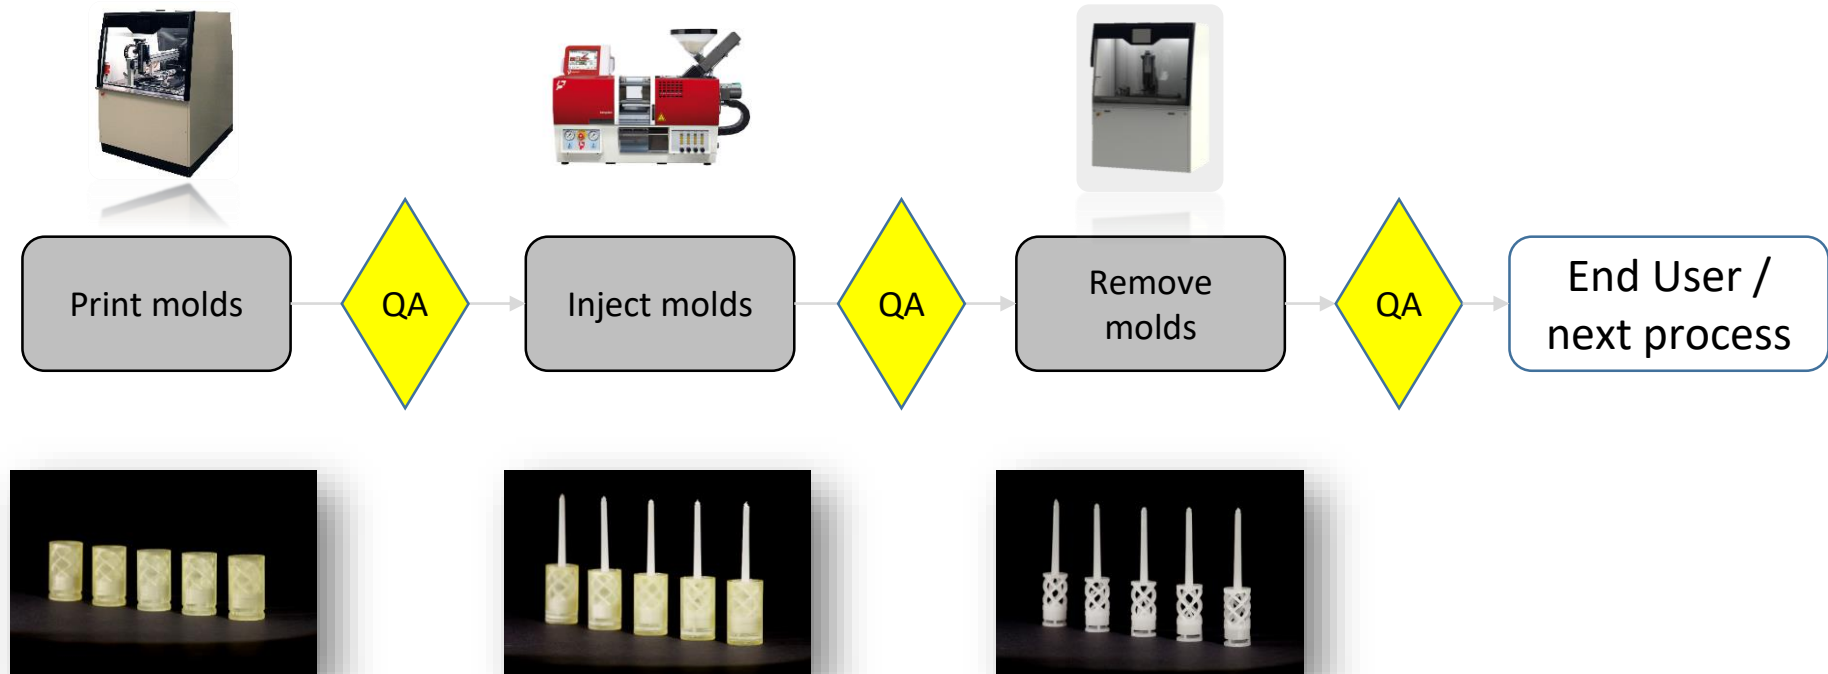 Print molds
QA
Inject molds
QA
Remove
molds
QA
End User /
next process